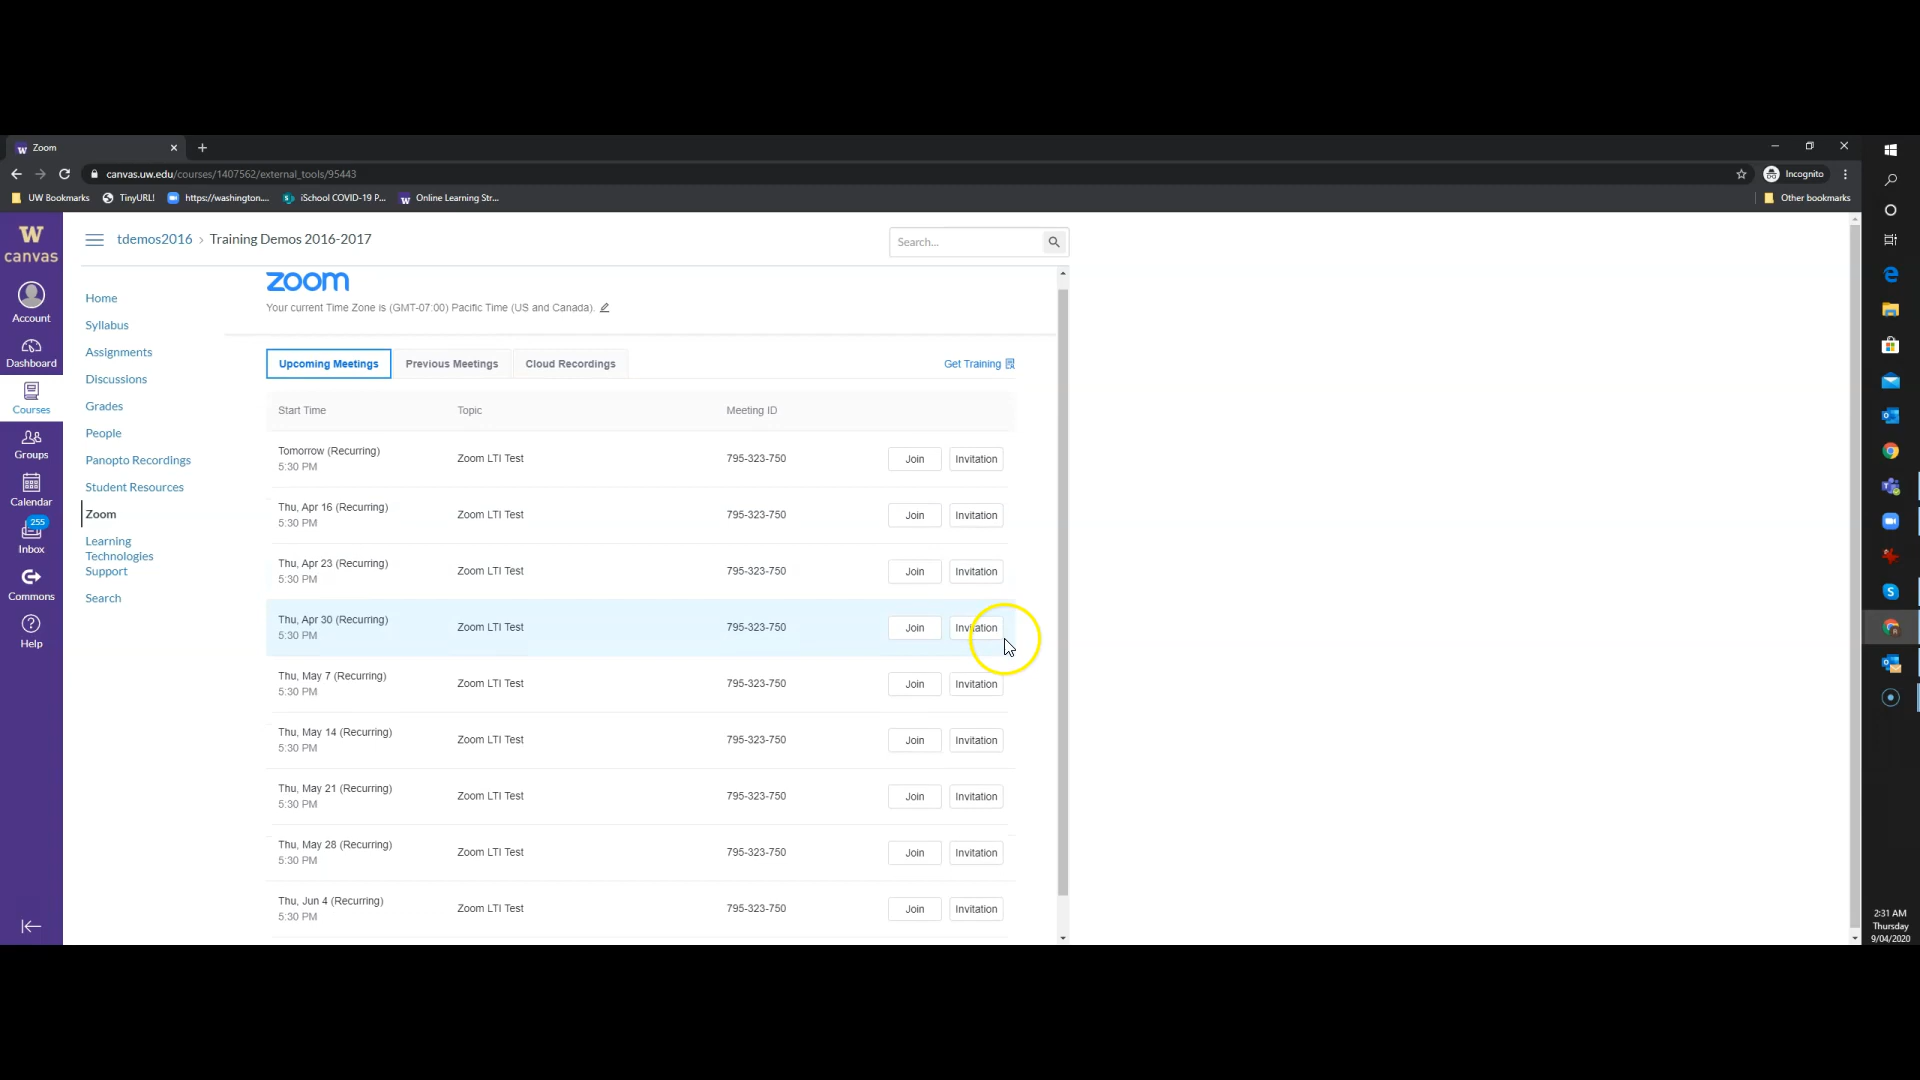 Zoom
canvas.uw.edu/courses/1407562/external_tools/95443
Incognito
UW Bookmarks
TinyURL!
https://washington....
iSchool COVID-19 P...
Online Learning Str...
Other bookmarks
W
canvas
Account
Dashboard
Courses
Groups
Calendar
255
Inbox
Commons
Help
tdemos2016 › Training Demos 2016-2017
Search...
Home
Syllabus
Assignments
Discussions
Grades
People
Panopto Recordings
Student Resources
Zoom
Learning
Technologies
Support
Search
zoom
Your current Time Zone is (GMT-07:00) Pacific Time (US and Canada).
Upcoming Meetings
Previous Meetings
Cloud Recordings
Get Training
Start Time Topic Meeting ID
Tomorrow (Recurring)
5:30 PM
Zoom LTI Test 795-323-750 Join Invitation
Thu, Apr 16 (Recurring)
5:30 PM
Zoom LTI Test 795-323-750 Join Invitation
Thu, Apr 23 (Recurring)
5:30 PM
Zoom LTI Test 795-323-750 Join Invitation
Thu, Apr 30 (Recurring)
5:30 PM
Zoom LTI Test 795-323-750 Join Invitation
Thu, May 7 (Recurring)
5:30 PM
Zoom LTI Test 795-323-750 Join Invitation
Thu, May 14 (Recurring)
5:30 PM
Zoom LTI Test 795-323-750 Join Invitation
Thu, May 21 (Recurring)
5:30 PM
Zoom LTI Test 795-323-750 Join Invitation
Thu, May 28 (Recurring)
5:30 PM
Zoom LTI Test 795-323-750 Join Invitation
Thu, Jun 4 (Recurring)
5:30 PM
Zoom LTI Test 795-323-750 Join Invitation
2:31 AM
Thursday
9/04/2020